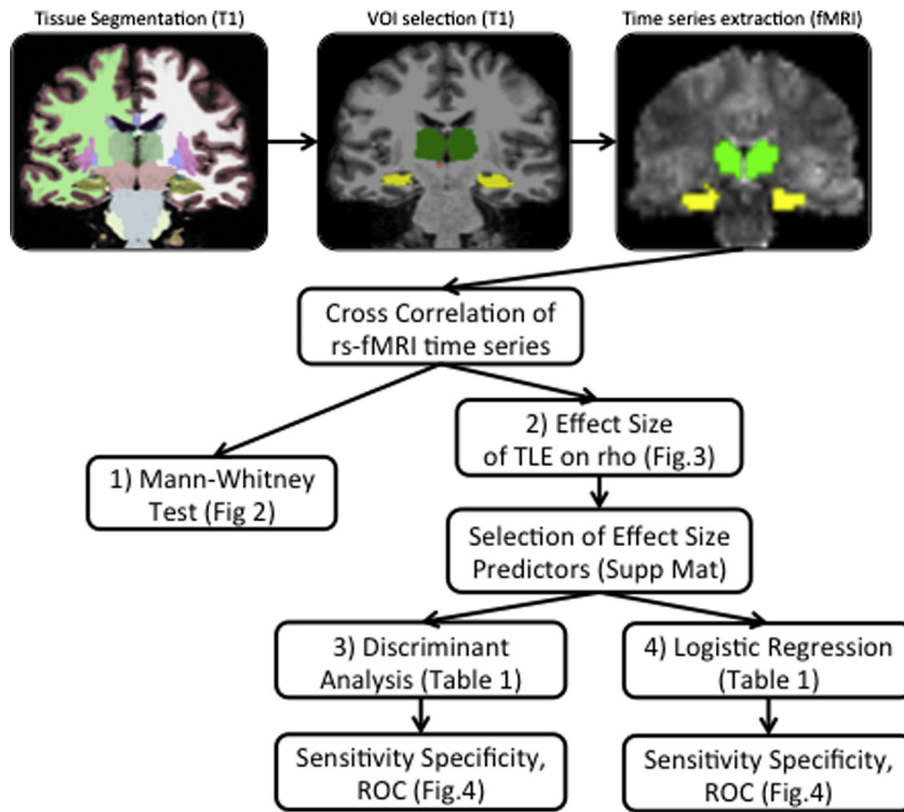 Tissue Segmentation (T1)
VOI selection (T1)
Time series extraction (fMRI)
Cross Correlation of
rs-fMRI time series
2) Effect Size
of TLE on rho (Fig.3)
1) Mann-Whitney
Test (Fig 2)
Selection of Effect Size
Predictors (Supp Mat)
3) Discriminant
Analysis (Table 1)
4) Logistic Regression
(Table 1)
Sensitivity Specificity,
ROC (Fig.4)
Sensitivity Specificity,
ROC (Fig.4)